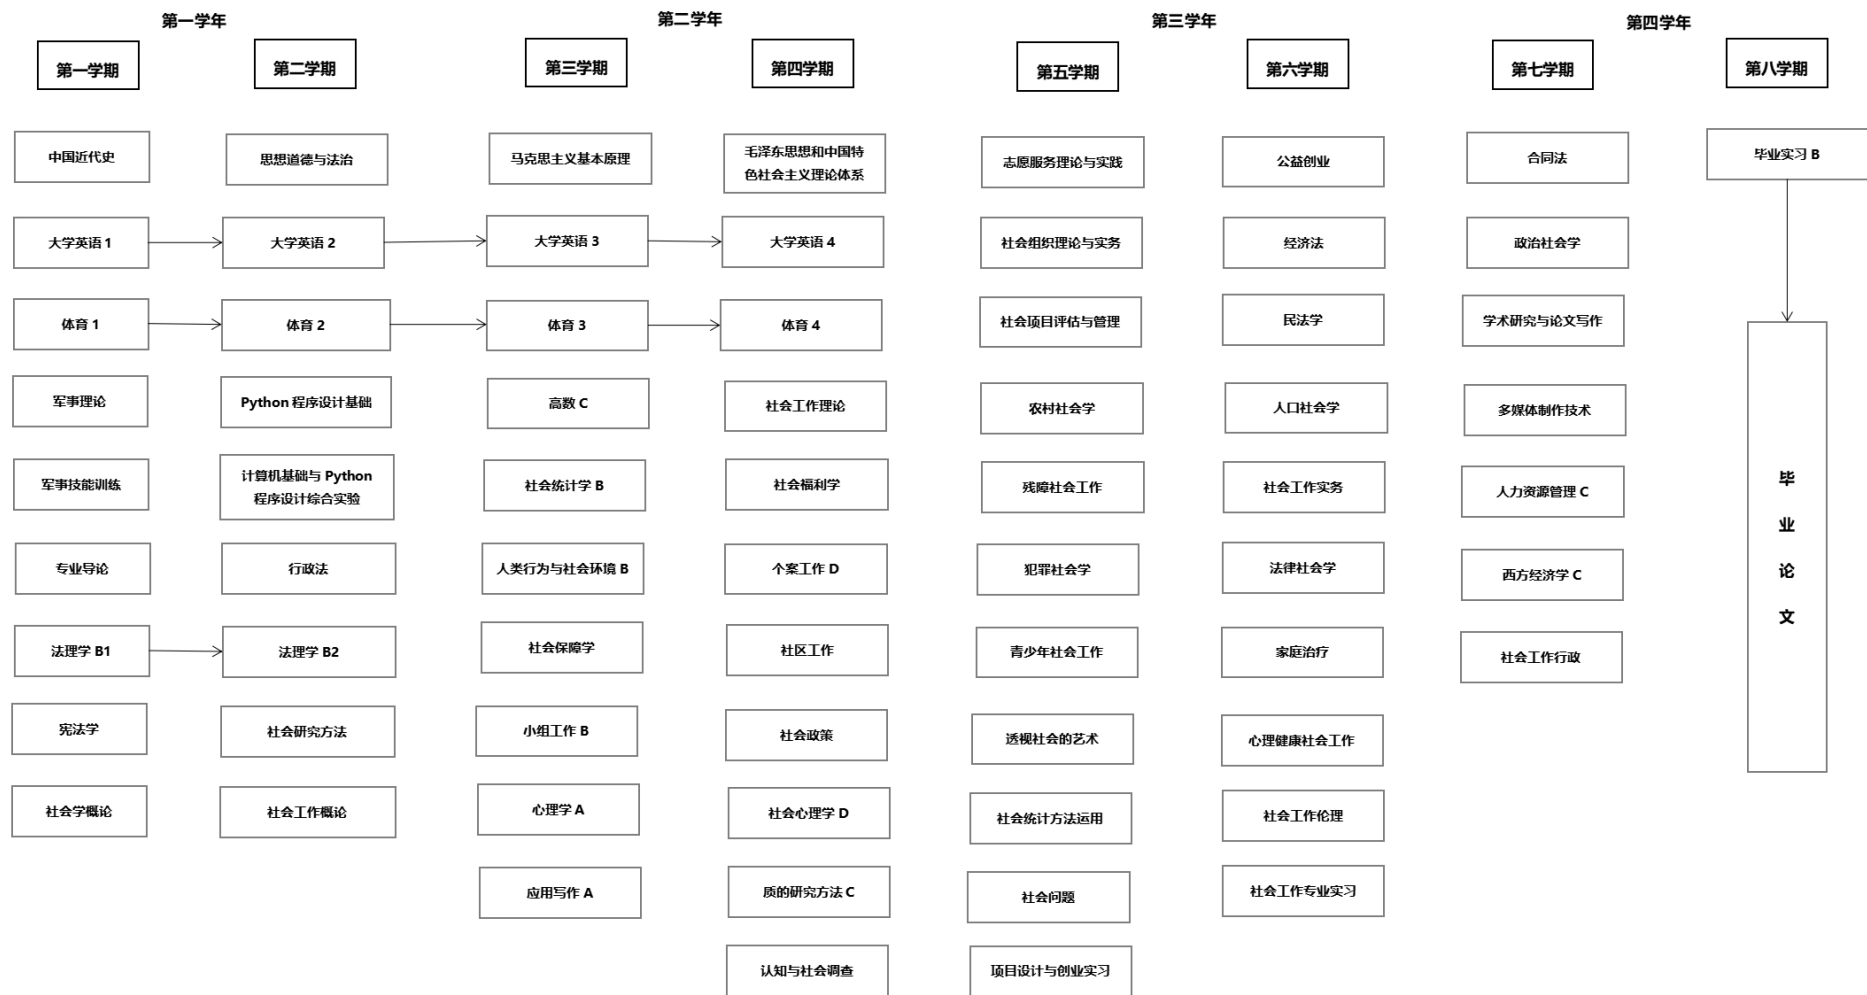 第一学年
第二学年
第三学年
第四学年
第一学期
第二学期
第三学期
第四学期
第五学期
第六学期
第七学期
第八学期
中国近代史
思想道德与法治
马克思主义基本原理
毛泽东思想和中国特
色社会主义理论体系
志愿服务理论与实践
公益创业
合同法
毕业实习 B
大学英语 1
大学英语 2
大学英语 3
大学英语 4
社会组织理论与实务
经济法
政治社会学
体育 1
体育 2
体育 3
体育 4
社会项目评估与管理
民法学
学术研究与论文写作
军事理论
Python 程序设计基础
高数 C
社会工作理论
农村社会学
人口社会学
多媒体制作技术
军事技能训练
计算机基础与 Python
程序设计综合实验
社会统计学 B
社会福利学
残障社会工作
社会工作实务
人力资源管理 C
毕
业
论
文
专业导论
行政法
人类行为与社会环境 B
个案工作 D
犯罪社会学
法律社会学
西方经济学 C
法理学 B1
法理学 B2
社会保障学
社区工作
青少年社会工作
家庭治疗
社会工作行政
宪法学
社会研究方法
小组工作 B
社会政策
透视社会的艺术
心理健康社会工作
社会学概论
社会工作概论
心理学 A
社会心理学 D
社会统计方法运用
社会工作伦理
应用写作 A
质的研究方法 C
社会问题
社会工作专业实习
认知与社会调查
项目设计与创业实习